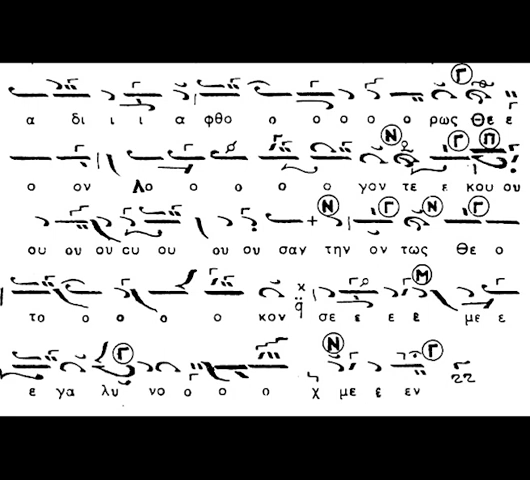 Γ
α δι ι ι α φθο ο ο ο ο ο ρως Θε ε
Ν Γ Π
ο ον Λο ο ο ο ο γον τε ε κου ου
Ν Γ Ν Γ
ου ου ου ου ου ου ου σαν την ον τως Θε ο
Μ
το ο ο ο ο κον σε ε ε ε με ε
Γ Ν Γ
ε γα λυ νο ο ο ο χ με ε εν